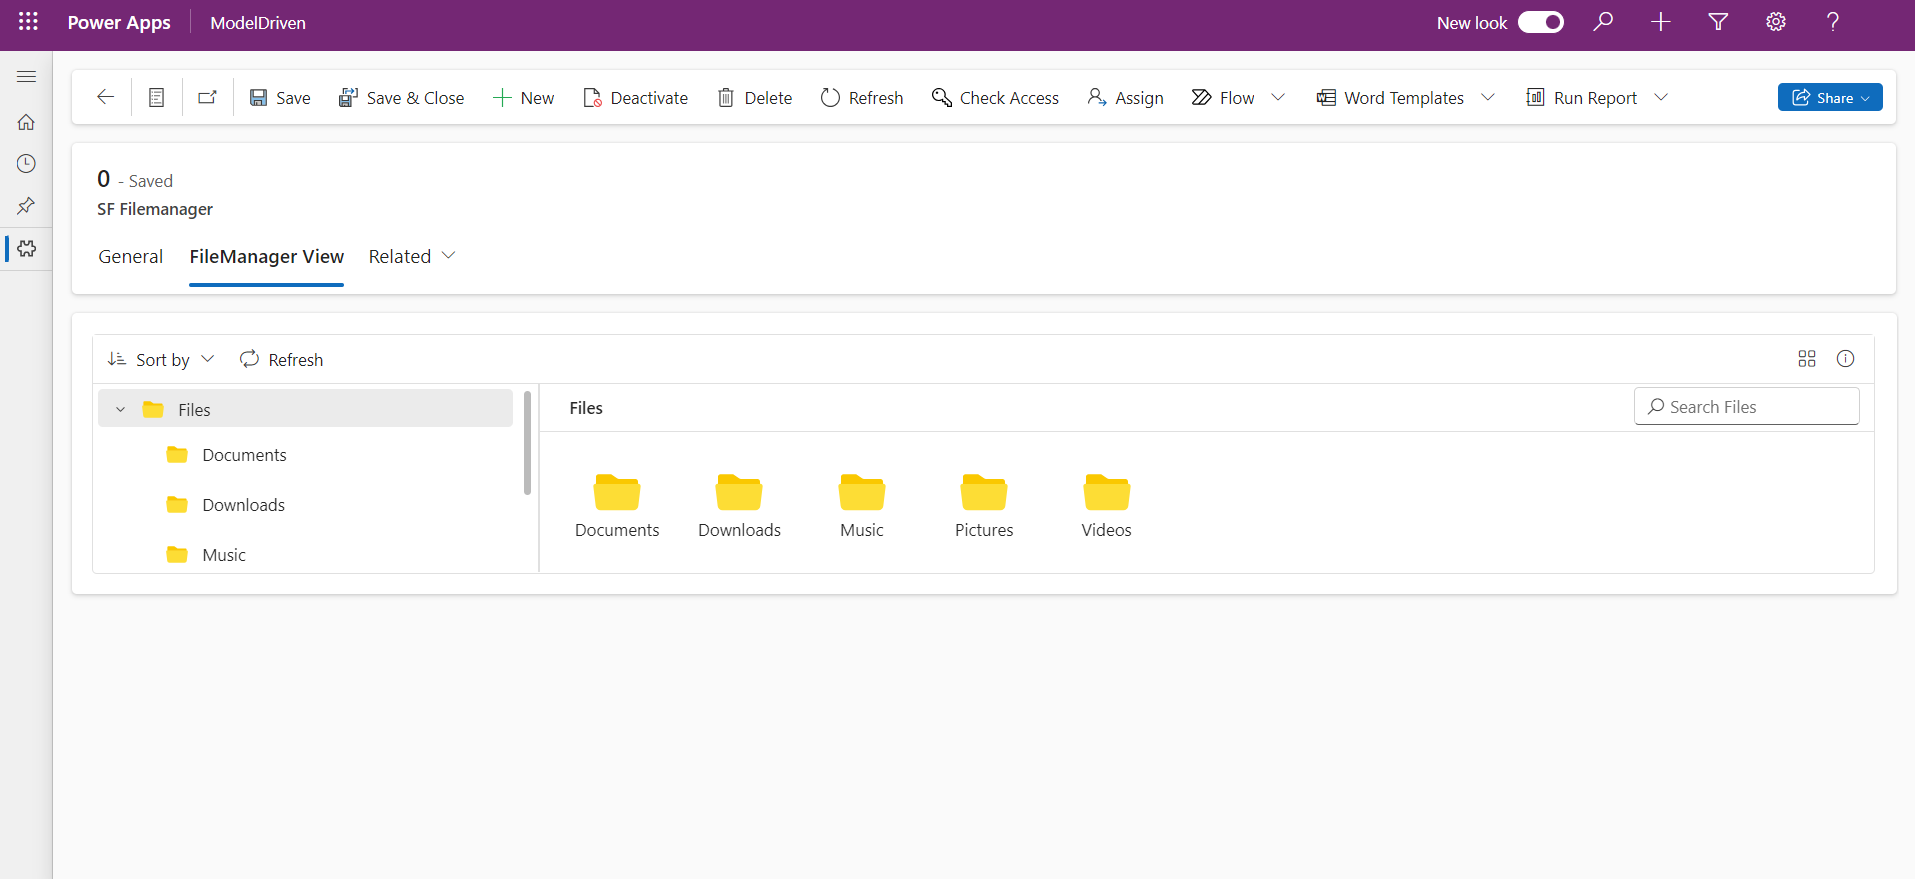 Power Apps ModelDriven New look
Save Save & Close New Deactivate Delete Refresh Check Access Assign Flow Word Templates Run Report Share
0 - Saved
SF Filemanager
General FileManager View Related
Sort by Refresh
Files
Documents
Downloads
Music
Files Search Files
Documents Downloads Music Pictures Videos